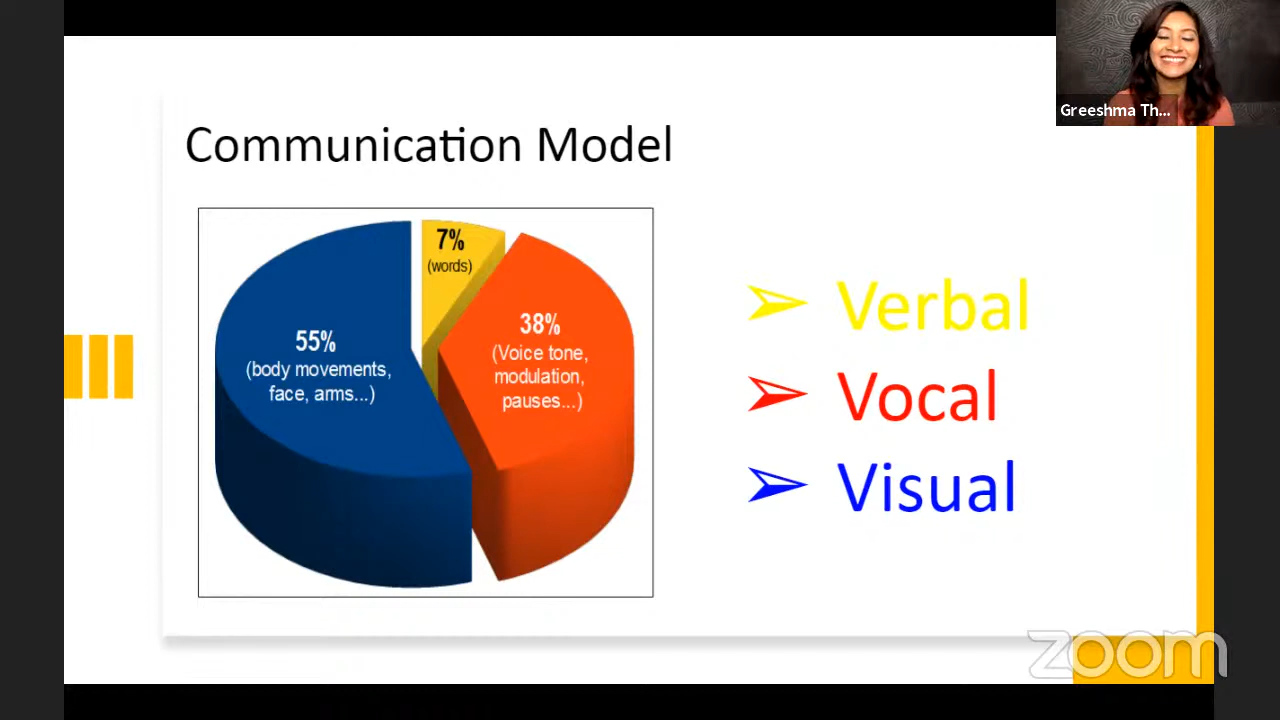 Greeshma Th...
Communication Model
7%
(words)
38%
(Voice tone,
modulation,
pauses...)
55%
(body movements,
face, arms...)
➢ Verbal
➢ Vocal
➢ Visual
zoom